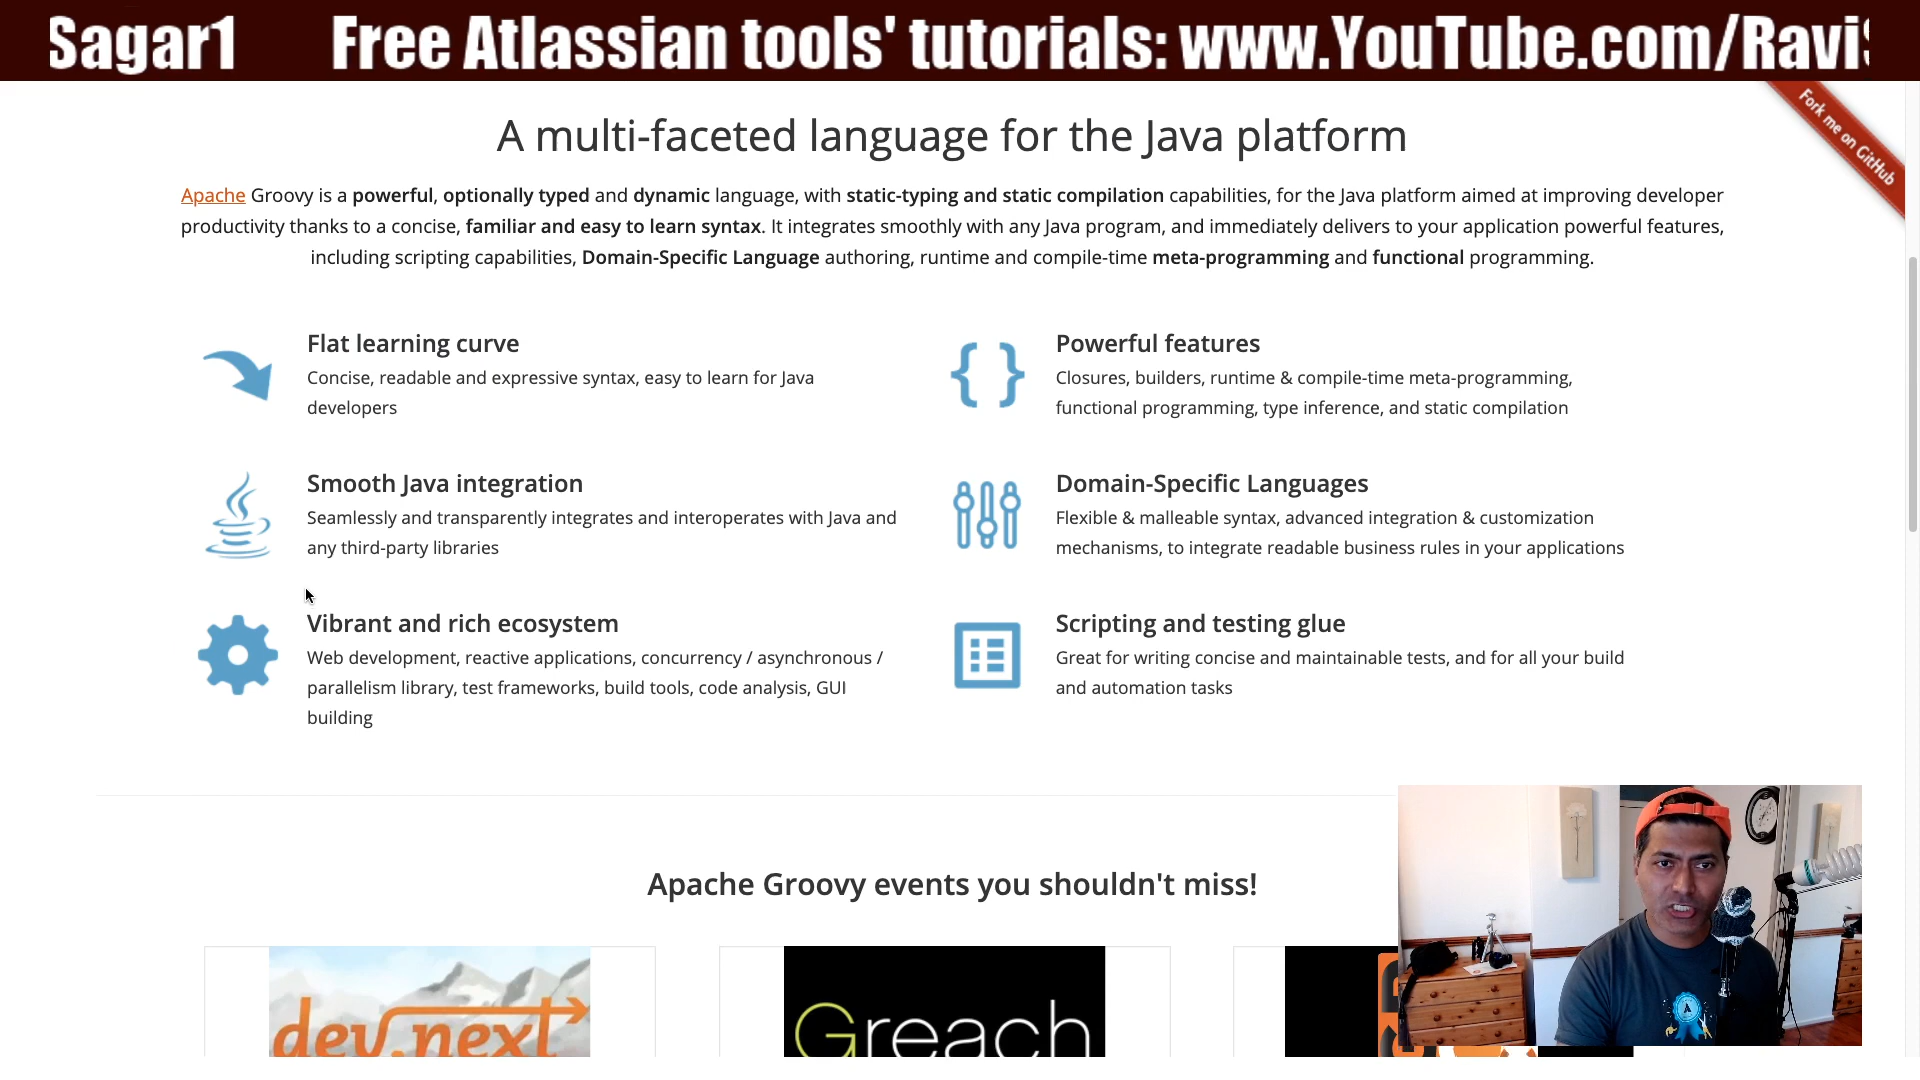 Sagar1 Free Atlassian tools' tutorials: www.YouTube.com/Ravi
Fork me on GitHub
A multi-faceted language for the Java platform
Apache Groovy is a powerful, optionally typed and dynamic language, with static-typing and static compilation capabilities, for the Java platform aimed at improving developer
productivity thanks to a concise, familiar and easy to learn syntax. It integrates smoothly with any Java program, and immediately delivers to your application powerful features,
including scripting capabilities, Domain-Specific Language authoring, runtime and compile-time meta-programming and functional programming.
Flat learning curve
Concise, readable and expressive syntax, easy to learn for Java
developers
Powerful features
Closures, builders, runtime & compile-time meta-programming,
functional programming, type inference, and static compilation
Smooth Java integration
Seamlessly and transparently integrates and interoperates with Java and
any third-party libraries
Domain-Specific Languages
Flexible & malleable syntax, advanced integration & customization
mechanisms, to integrate readable business rules in your applications
Vibrant and rich ecosystem
Web development, reactive applications, concurrency / asynchronous /
parallelism library, test frameworks, build tools, code analysis, GUI
building
Scripting and testing glue
Great for writing concise and maintainable tests, and for all your build
and automation tasks
Apache Groovy events you shouldn't miss!
dev.next
Greach